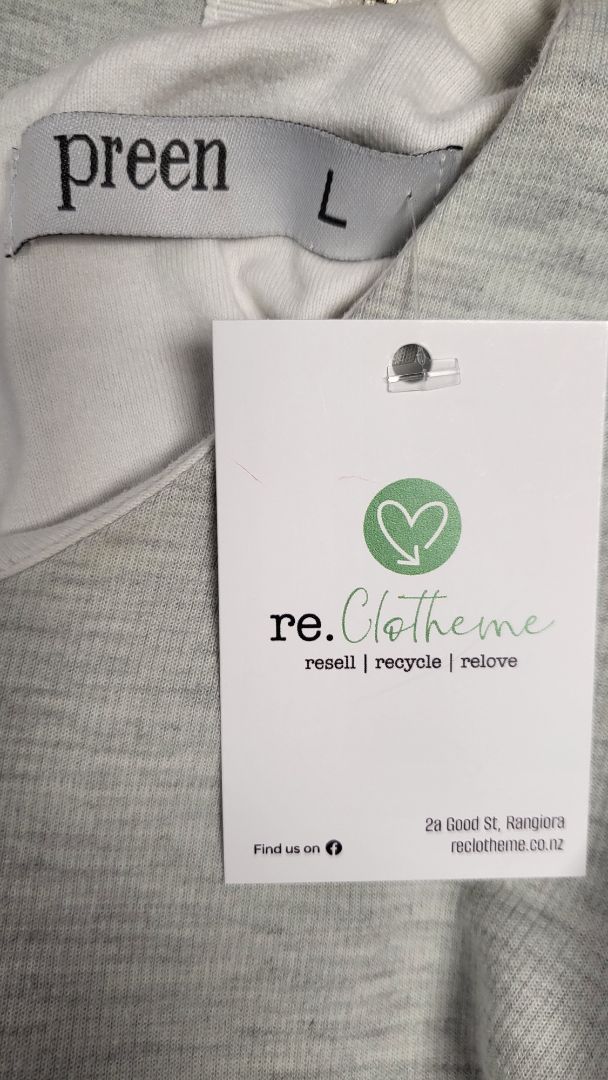 preen
L
re.Clotheme
resell | recycle | relove
2a Good St, Rangiora
Find us on
reclotheme.co.nz